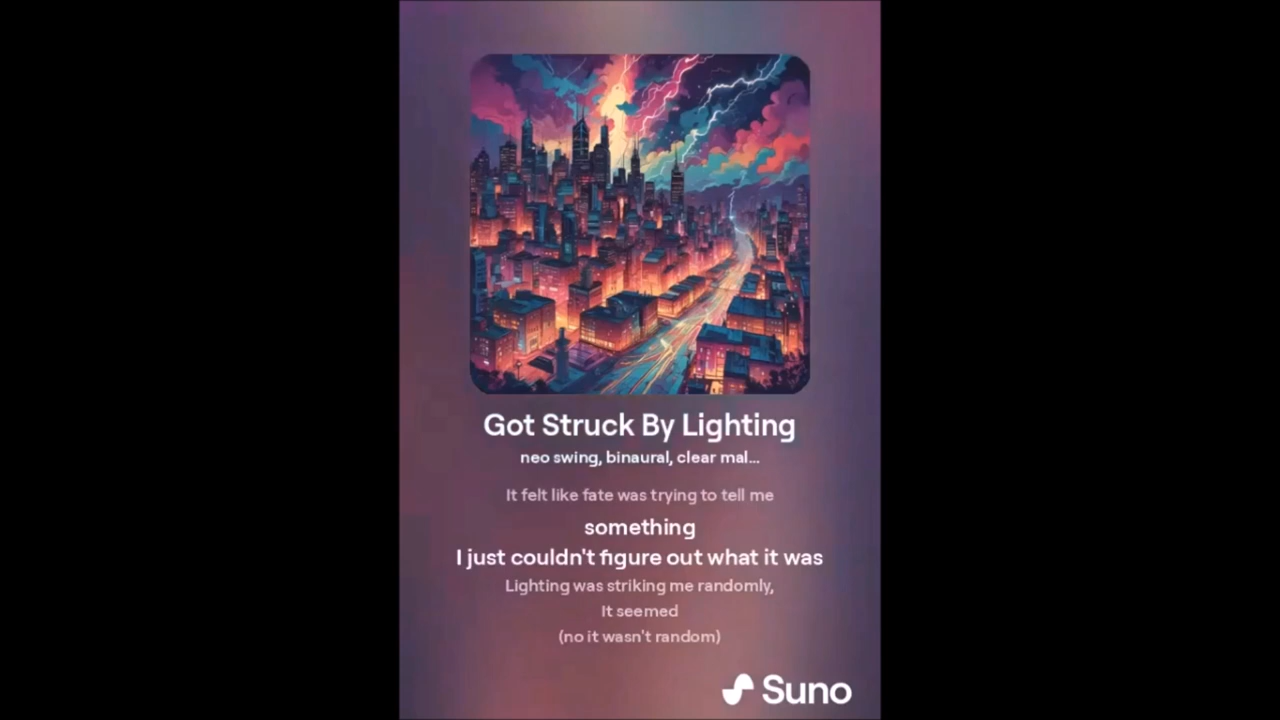 Got Struck By Lighting
neo swing, binaural, clear mal...
It felt like fate was trying to tell me
something
I just couldn't figure out what it was
Lighting was striking me randomly,
It seemed
(no it wasn't random)
Suno